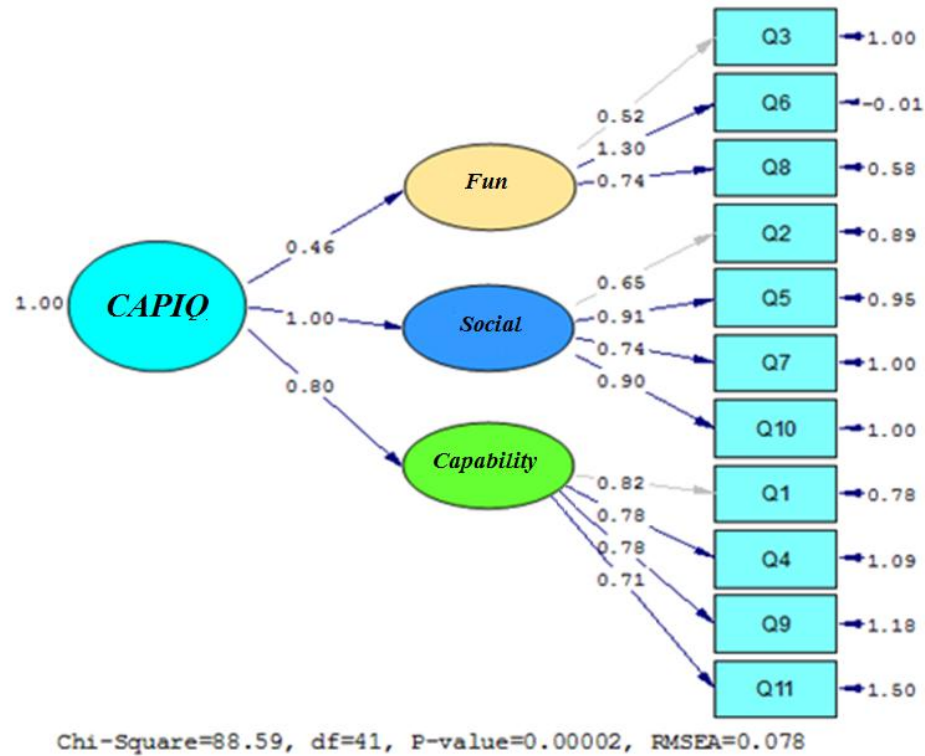 Q3
1.00
Q6
-0.01
0.52
1.30
Q8
0.58
0.74
Fun
Q2
0.89
0.46
0.65
Q5
0.95
0.91
1.00
CAPIQ
1.00
Social
0.74
Q7
1.00
0.90
0.80
Q10
1.00
Capability
0.82
Q1
0.78
0.78
0.78
Q4
1.09
0.71
Q9
1.18
Q11
1.50
Chi-Square=88.59, df=41, P-value=0.00002, RMSEA=0.078